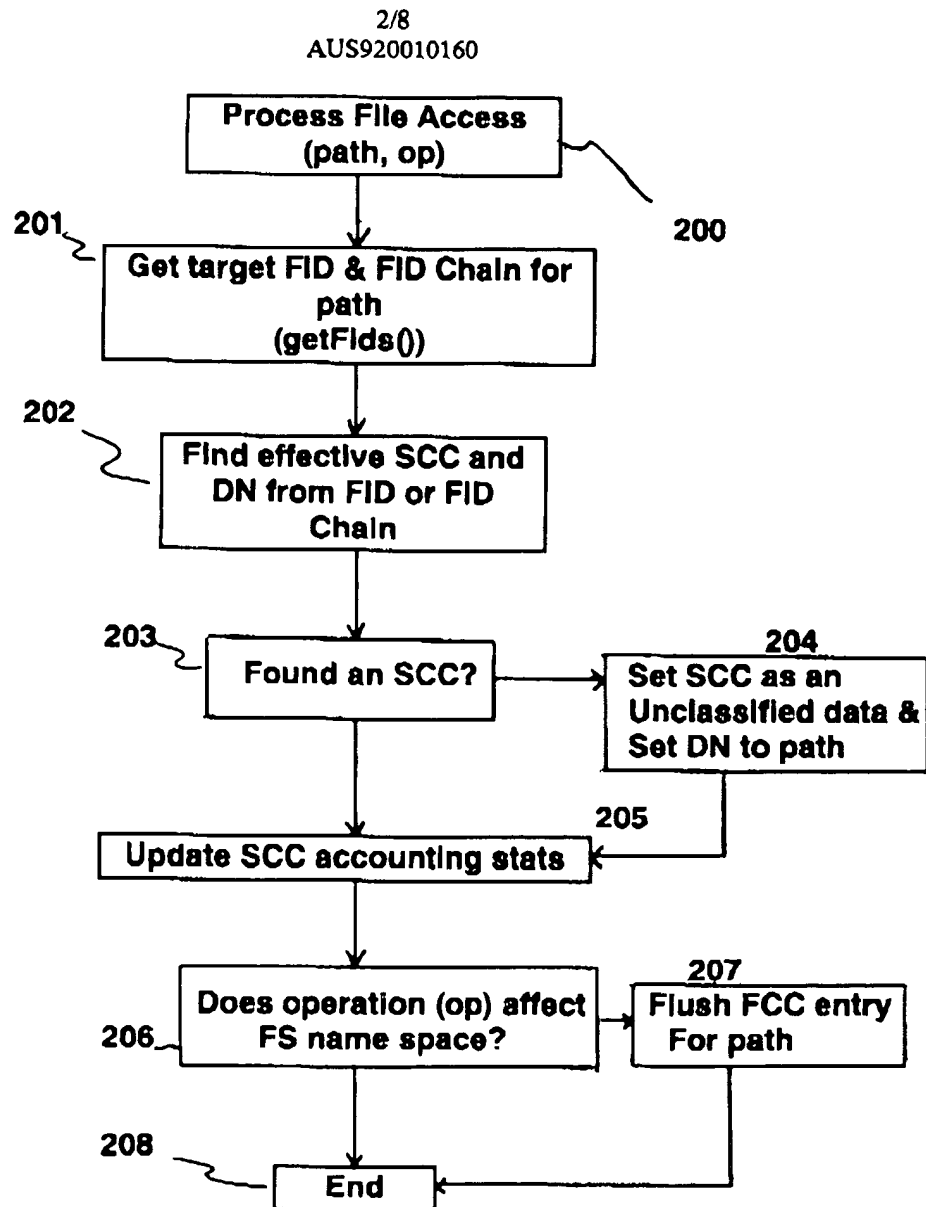 2/8
AUS920010160
Process File Access
(path, op)
200
201
Get target FID & FID Chain for
path
(getFids())
202
Find effective SCC and
DN from FID or FID
Chain
203
Found an SCC?
204
Set SCC as an
Unclassified data &
Set DN to path
205
Update SCC accounting stats
206
Does operation (op) affect
FS name space?
207
Flush FCC entry
For path
208
End